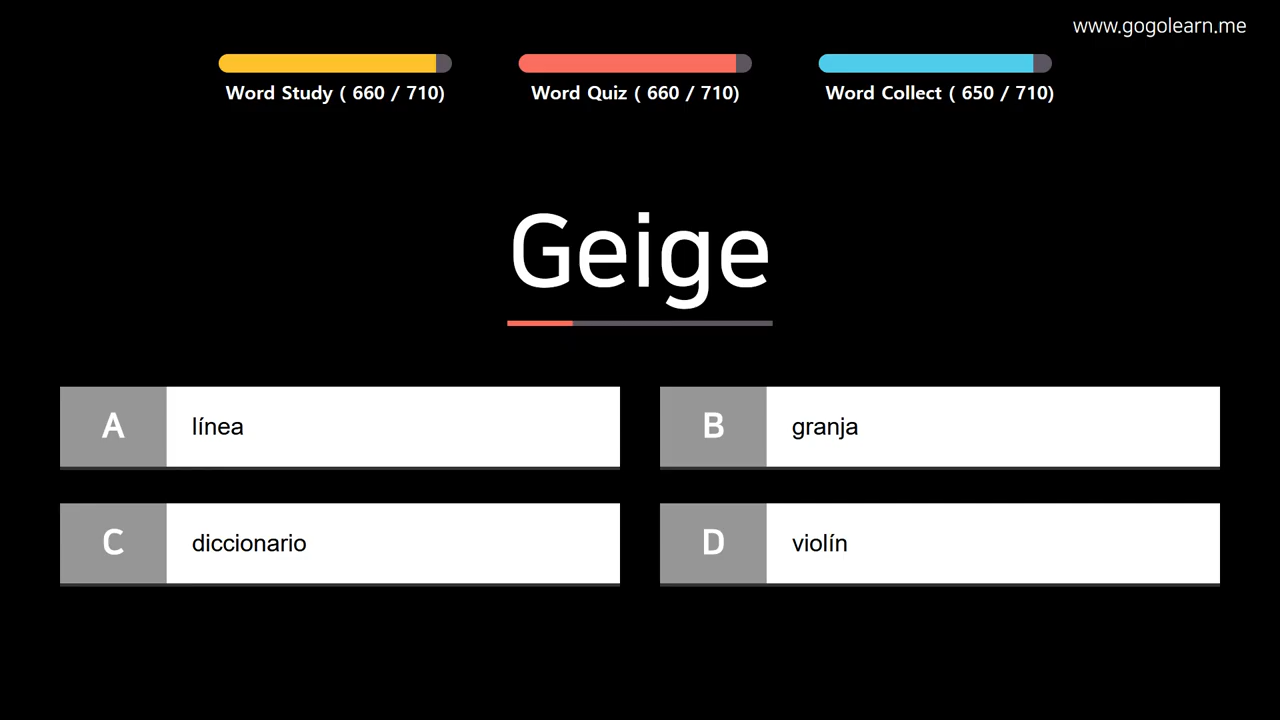 www.gogolearn.me
Word Study ( 660 / 710)
Word Quiz ( 660 / 710)
Word Collect ( 650 / 710)
Geige
A línea
B granja
C diccionario
D violín